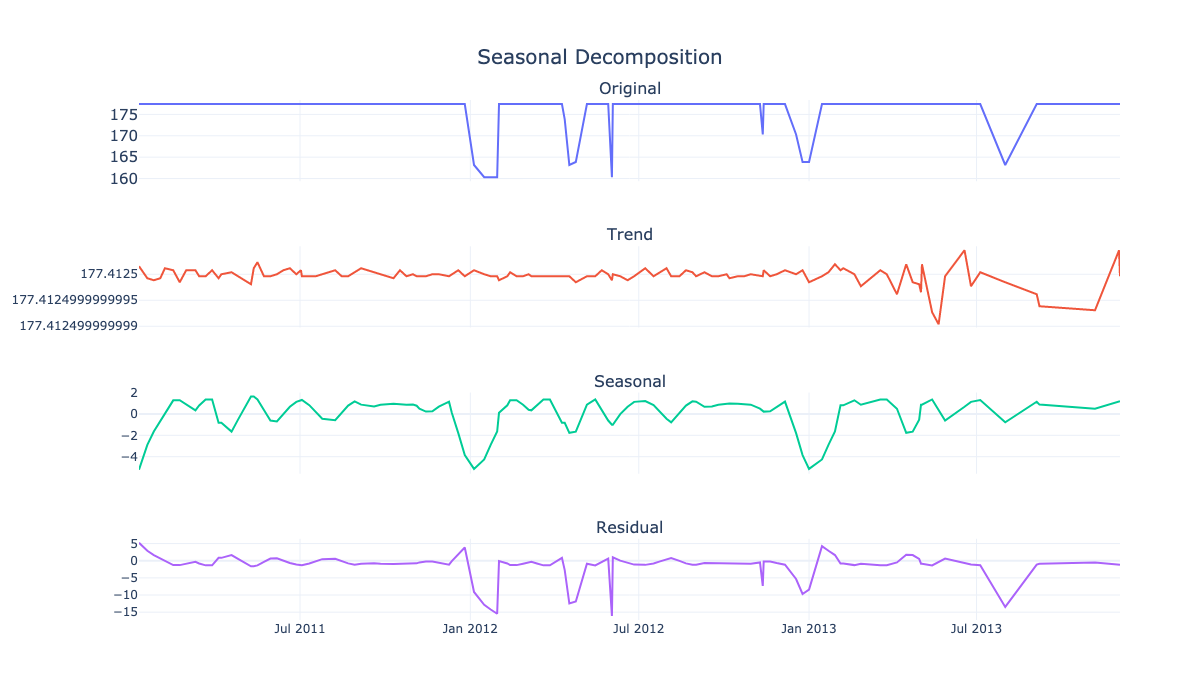 Seasonal Decomposition
Original
175
170
165
160
Trend
177.4125
177.4124999999995
177.412499999999
Seasonal
2
0
−2
−4
Residual
5
0
−5
−10
−15
Jul 2011
Jan 2012
Jul 2012
Jan 2013
Jul 2013